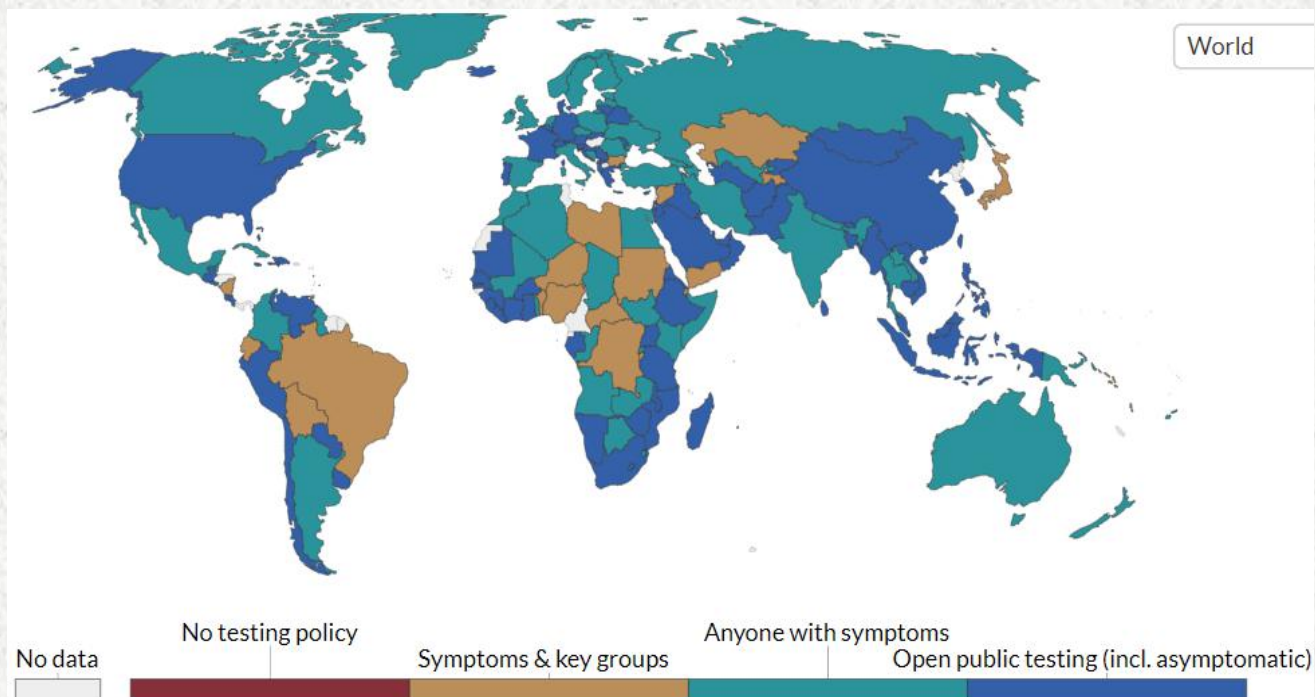 World
No testing policy
Anyone with symptoms
No data
Symptoms & key groups
Open public testing (incl. asymptomatic)